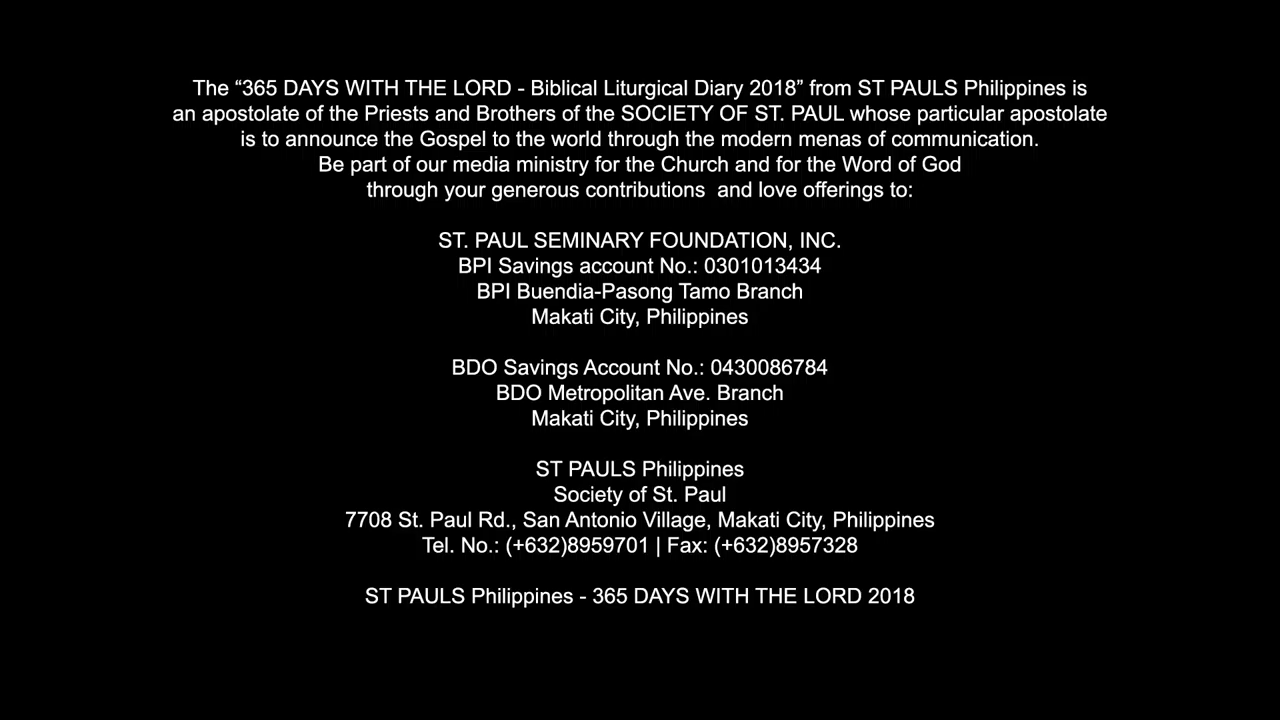 The “365 DAYS WITH THE LORD - Biblical Liturgical Diary 2018” from ST PAULS Philippines is
an apostolate of the Priests and Brothers of the SOCIETY OF ST. PAUL whose particular apostolate
is to announce the Gospel to the world through the modern menas of communication.
Be part of our media ministry for the Church and for the Word of God
through your generous contributions  and love offerings to:
ST. PAUL SEMINARY FOUNDATION, INC.
BPI Savings account No.: 0301013434
BPI Buendia-Pasong Tamo Branch
Makati City, Philippines
BDO Savings Account No.: 0430086784
BDO Metropolitan Ave. Branch
Makati City, Philippines
ST PAULS Philippines
Society of St. Paul
7708 St. Paul Rd., San Antonio Village, Makati City, Philippines
Tel. No.: (+632)8959701 | Fax: (+632)8957328
ST PAULS Philippines - 365 DAYS WITH THE LORD 2018